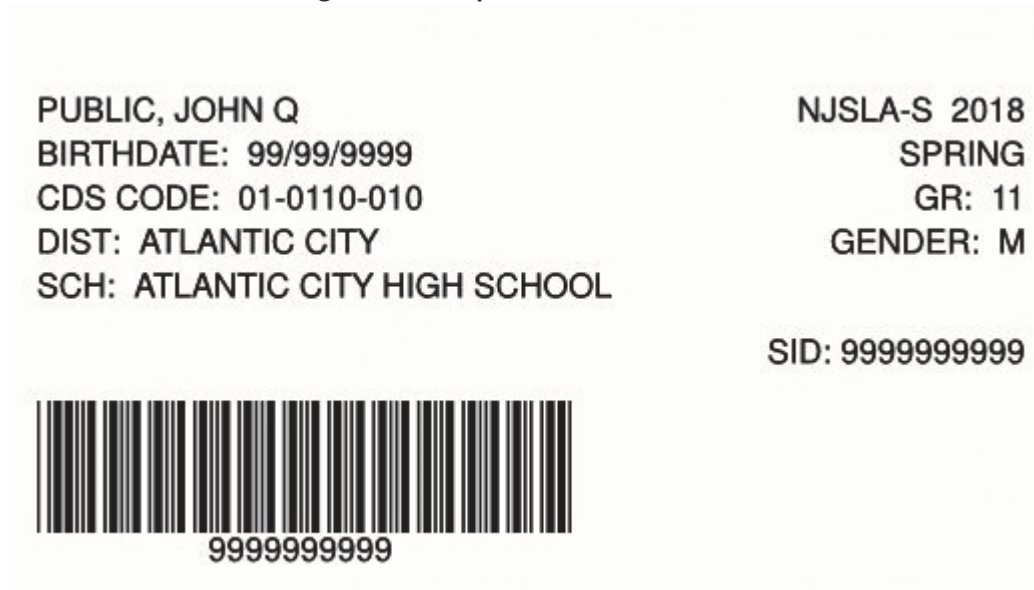 PUBLIC, JOHN Q
BIRTHDATE: 99/99/9999
CDS CODE: 01-0110-010
DIST: ATLANTIC CITY
SCH: ATLANTIC CITY HIGH SCHOOL
NJSLA-S 2018
SPRING
GR: 11
GENDER: M
SID: 9999999999
9999999999